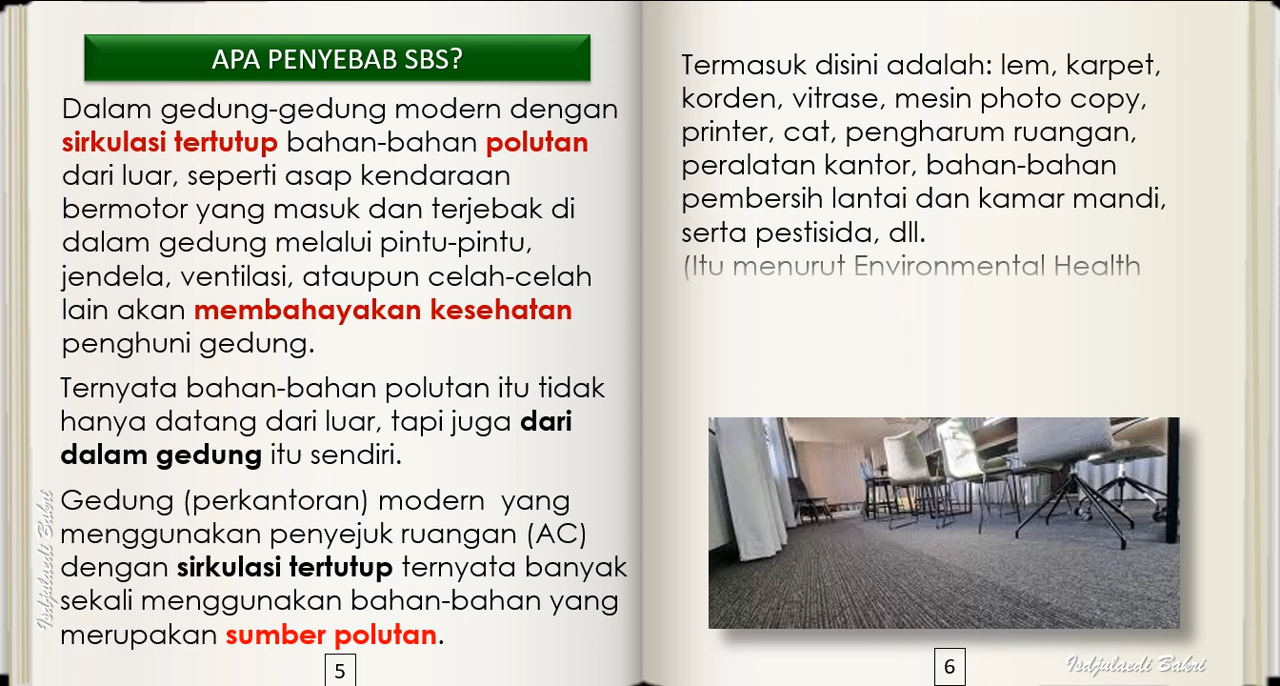 APA PENYEBAB SBS?
Dalam gedung-gedung modern dengan
sirkulasi tertutup bahan-bahan polutan
dari luar, seperti asap kendaraan
bermotor yang masuk dan terjebak di
dalam gedung melalui pintu-pintu,
jendela, ventilasi, ataupun celah-celah
lain akan membahayakan kesehatan
penghuni gedung.
Ternyata bahan-bahan polutan itu tidak
hanya datang dari luar, tapi juga dari
dalam gedung itu sendiri.
Gedung (perkantoran) modern yang
menggunakan penyejuk ruangan (AC)
dengan sirkulasi tertutup ternyata banyak
sekali menggunakan bahan-bahan yang
merupakan sumber polutan.
Isdjulaedi Bakri
5
Termasuk disini adalah: lem, karpet,
korden, vitrase, mesin photo copy,
printer, cat, pengharum ruangan,
peralatan kantor, bahan-bahan
pembersih lantai dan kamar mandi,
serta pestisida, dll.
(Itu menurut Environmental Health
6
Isdjulaedi Bakri